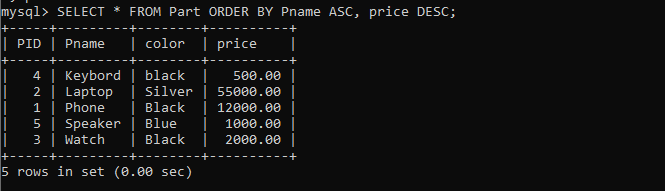 mysql> SELECT * FROM Part ORDER BY Pname ASC, price DESC;
+-----+---------+--------+----------+
| PID | Pname   | color  | price    |
+-----+---------+--------+----------+
|   4 | Keybord | black  |   500.00 |
|   2 | Laptop  | Silver | 55000.00 |
|   1 | Phone   | Black  | 12000.00 |
|   5 | Speaker | Blue   |  1000.00 |
|   3 | Watch   | Black  |  2000.00 |
+-----+---------+--------+----------+
5 rows in set (0.00 sec)